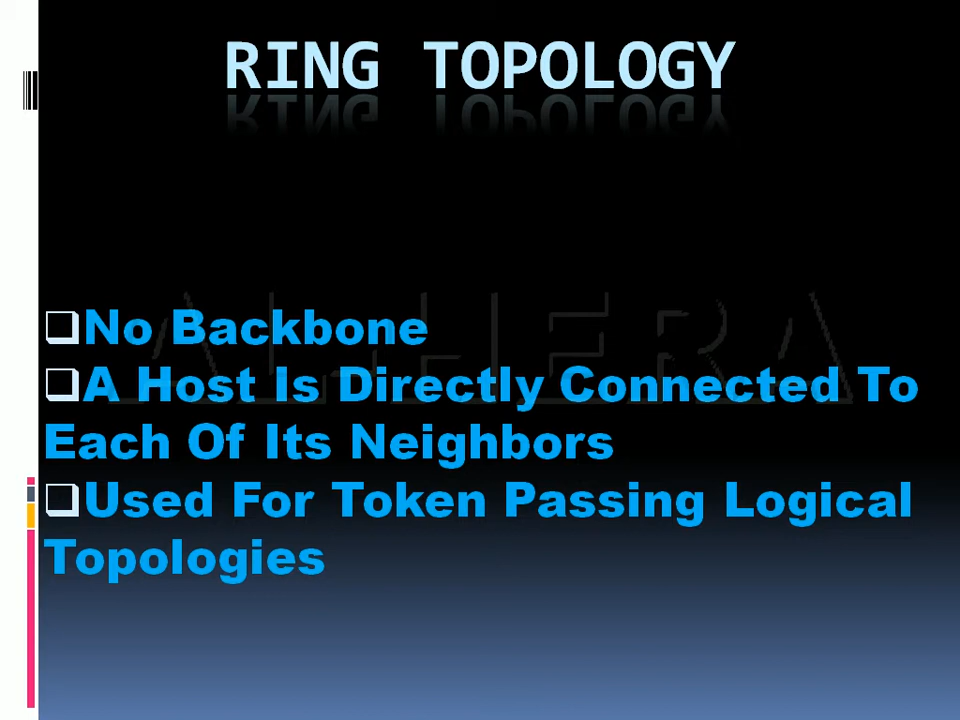 RING TOPOLOGY
No Backbone
A Host Is Directly Connected To
Each Of Its Neighbors
Used For Token Passing Logical
Topologies